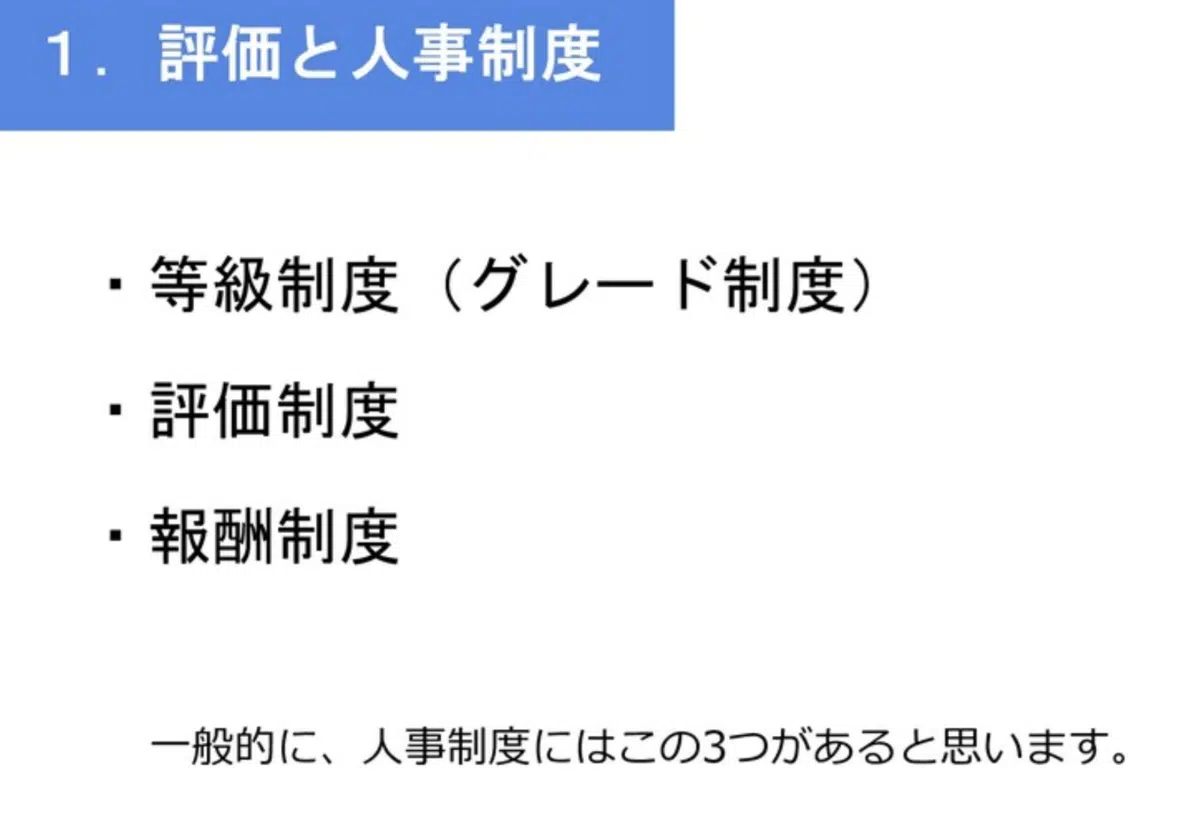 １．評価と人事制度
・等級制度（グレード制度）
・評価制度
・報酬制度
一般的に、人事制度にはこの3つがあると思います。